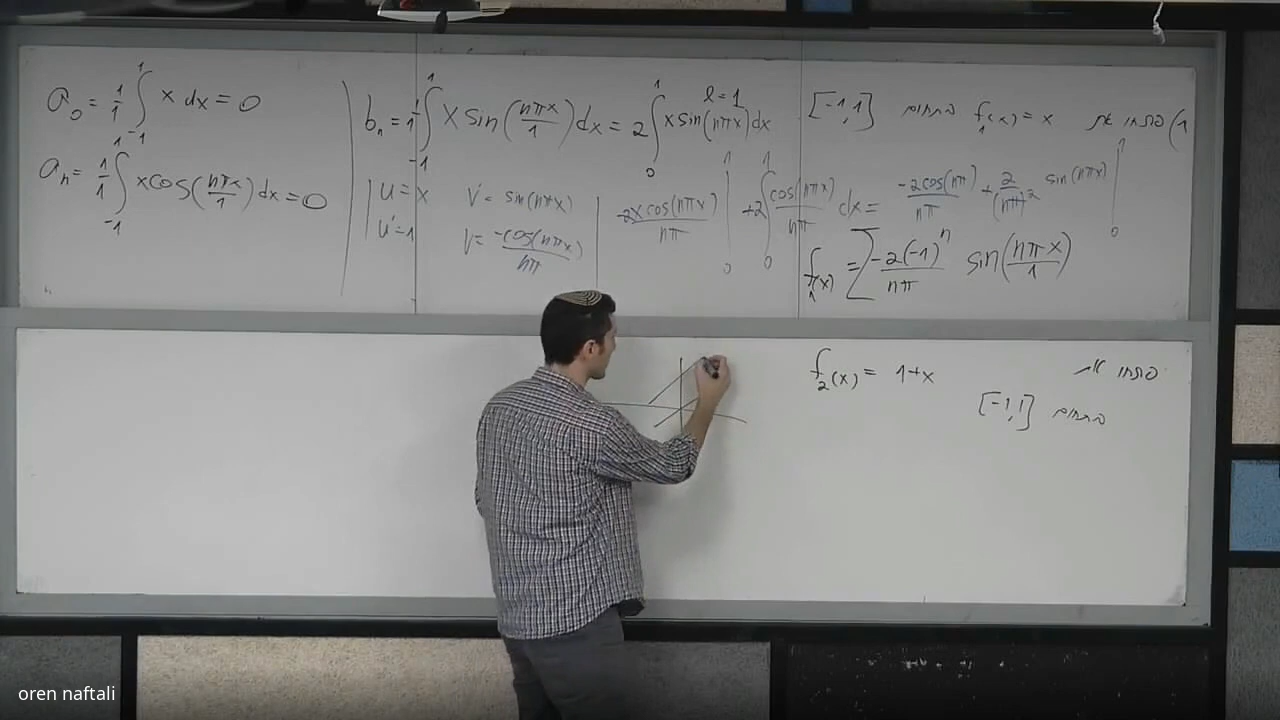 1) פתחו את f₁(x) = x בתחום [-1,1]
l=1
a₀ = 1/1 ∫₋₁¹ x dx = 0
aₙ = 1/1 ∫₋₁¹ x cos(nπx/1) dx = 0
bₙ = 1/1 ∫₋₁¹ x sin(nπx/1) dx = 2 ∫₀¹ x sin(nπx) dx
u = x V' = sin(nπx)
u' = 1 V = -cos(nπx)/nπ
-2x cos(nπx)/nπ |₀¹ + 2 ∫₀¹ cos(nπx)/nπ dx = -2cos(nπ)/nπ + 2/(nπ)² sin(nπx) |₀¹
f₁(x) = Σ -2(-1)ⁿ/nπ sin(nπx/1)
פתחו את f₂(x) = 1+x
בתחום [-1,1]
oren naftali